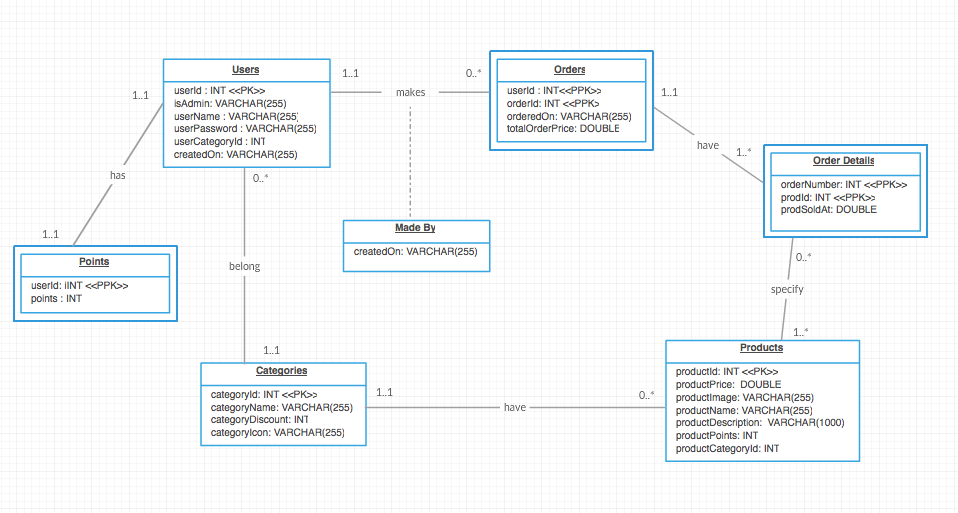 Users
userId : INT <<PK>>
isAdmin: VARCHAR(255)
userName : VARCHAR(255)
userPassword : VARCHAR(255)
userCategoryId : INT
createdOn: VARCHAR(255)
1..1
makes
0..*
Orders
userId : INT<<PPK>>
orderId: INT <<PPK>
orderedOn: VARCHAR(255)
totalOrderPrice: DOUBLE
1..1
have
1..*
Order Details
orderNumber: INT <<PPK>>
prodId: INT <<PPK>>
prodSoldAt: DOUBLE
1..1
has
1..1
Points
userId: iINT <<PPK>>
points : INT
Made By
createdOn: VARCHAR(255)
0..*
belong
1..1
0..*
specify
1..*
Categories
categoryId: INT <<PK>>
categoryName: VARCHAR(255)
categoryDiscount: INT
categoryIcon: VARCHAR(255)
1..1
have
0..*
Products
productId: INT <<PK>>
productPrice: DOUBLE
productImage: VARCHAR(255)
productName: VARCHAR(255)
productDescription: VARCHAR(1000)
productPoints: INT
productCategoryId: INT